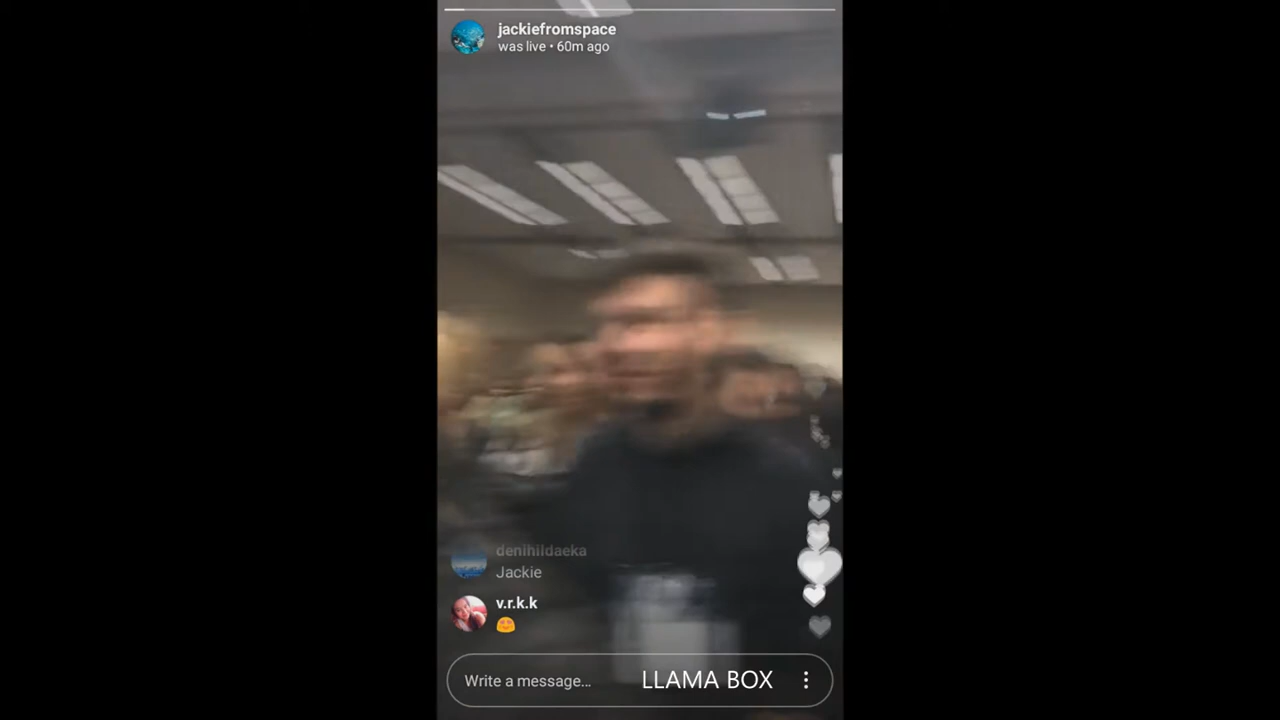 jackiefromspace
was live • 60m ago
denihildaeka
Jackie
v.r.k.k
😍
Write a message...
LLAMA BOX